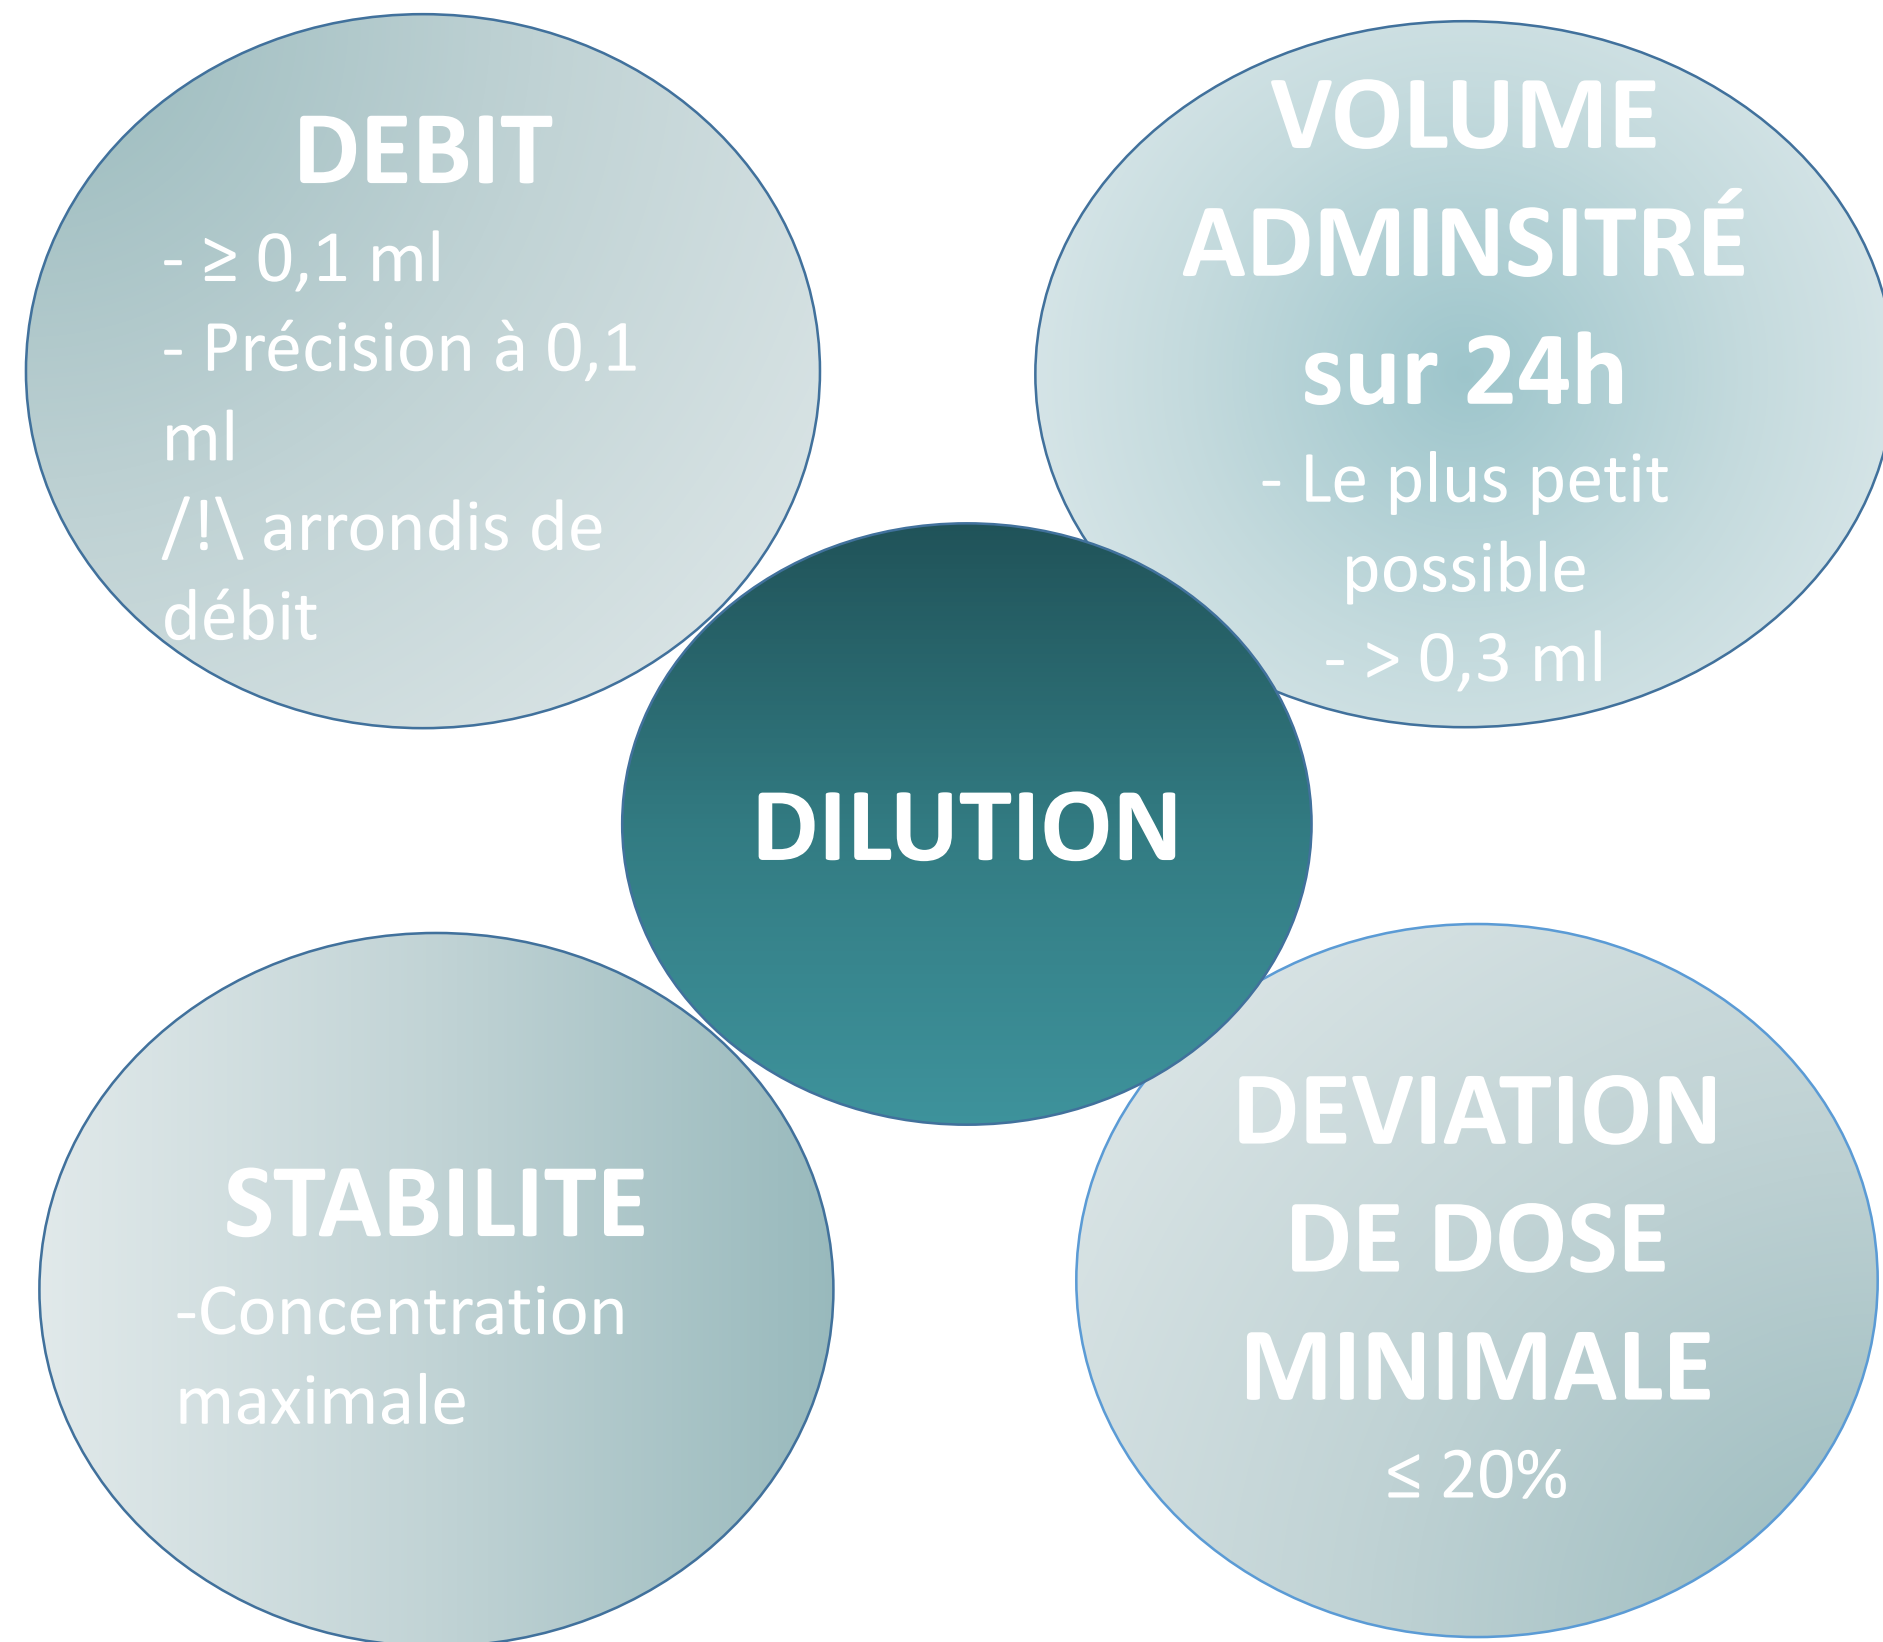 DEBIT
- ≥ 0,1 ml
- Précision à 0,1
ml
/!\ arrondis de
débit
VOLUME
ADMINSITRÉ
sur 24h
- Le plus petit
possible
- > 0,3 ml
DILUTION
STABILITE
-Concentration
maximale
DEVIATION
DE DOSE
MINIMALE
≤ 20%